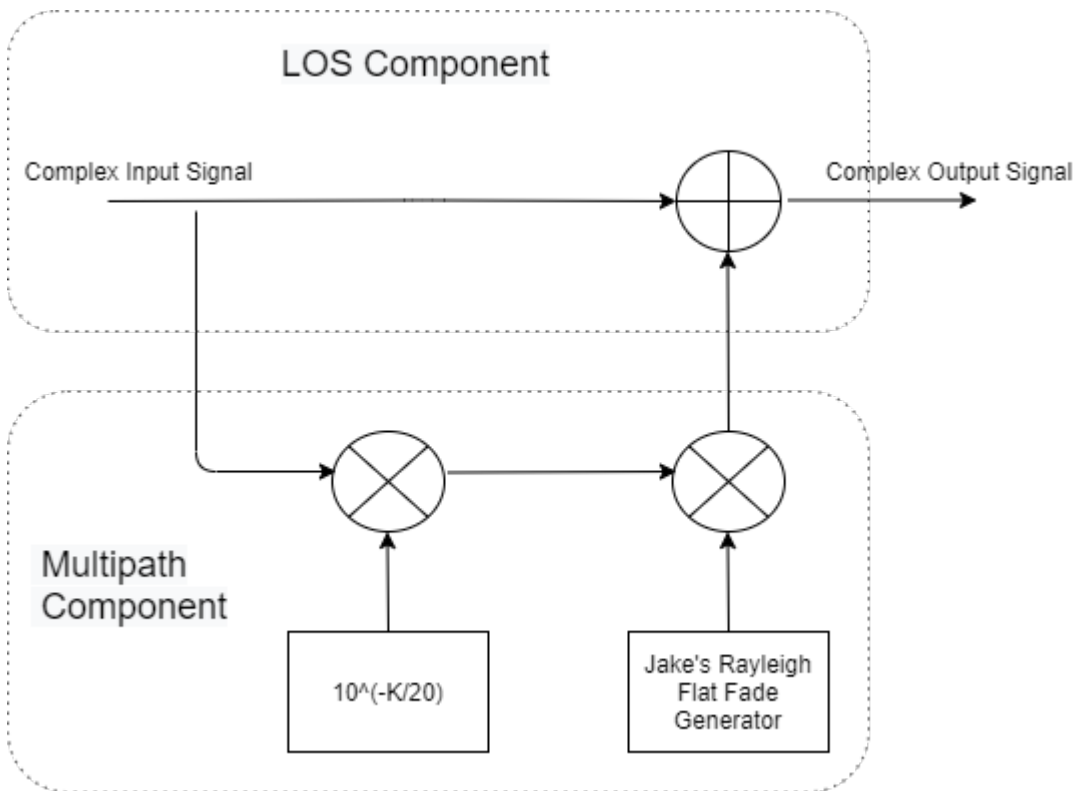 LOS Component
Complex Input Signal
Complex Output Signal
Multipath
Component
10^(-K/20)
Jake's Rayleigh
Flat Fade
Generator